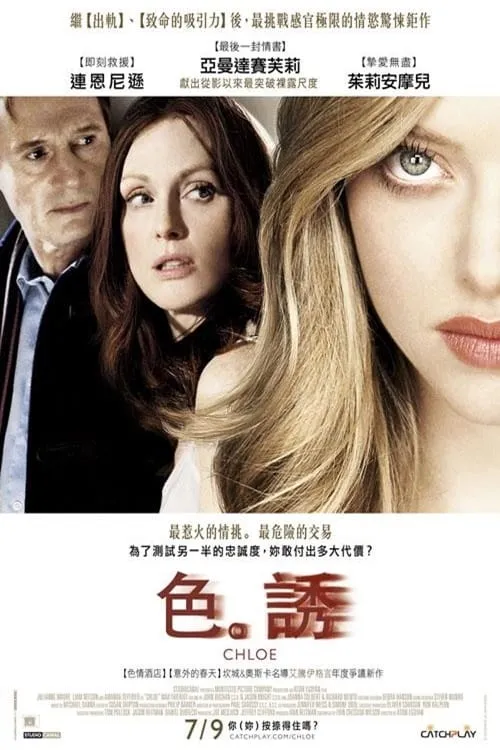 繼【出軌】、【致命的吸引力】後，最挑戰感官極限的情慾驚悚鉅作
【即刻救援】
連恩尼遜
【最後一封情書】
亞曼達賽芙莉
獻出從影以來最突破裸露尺度
【摯愛無盡】
茱莉安摩兒
最惹火的情挑。最危險的交易
為了測試另一半的忠誠度，妳敢付出多大代價？
色。誘
CHLOE
【色情酒店】【意外的春天】坎城&奧斯卡名導艾騰伊格言年度爭議新作
7/9 你（妳）按捺得住嗎？
CATCHPLAY.COM/CHLOE
STUDIO CANAL
CATCHPLAY